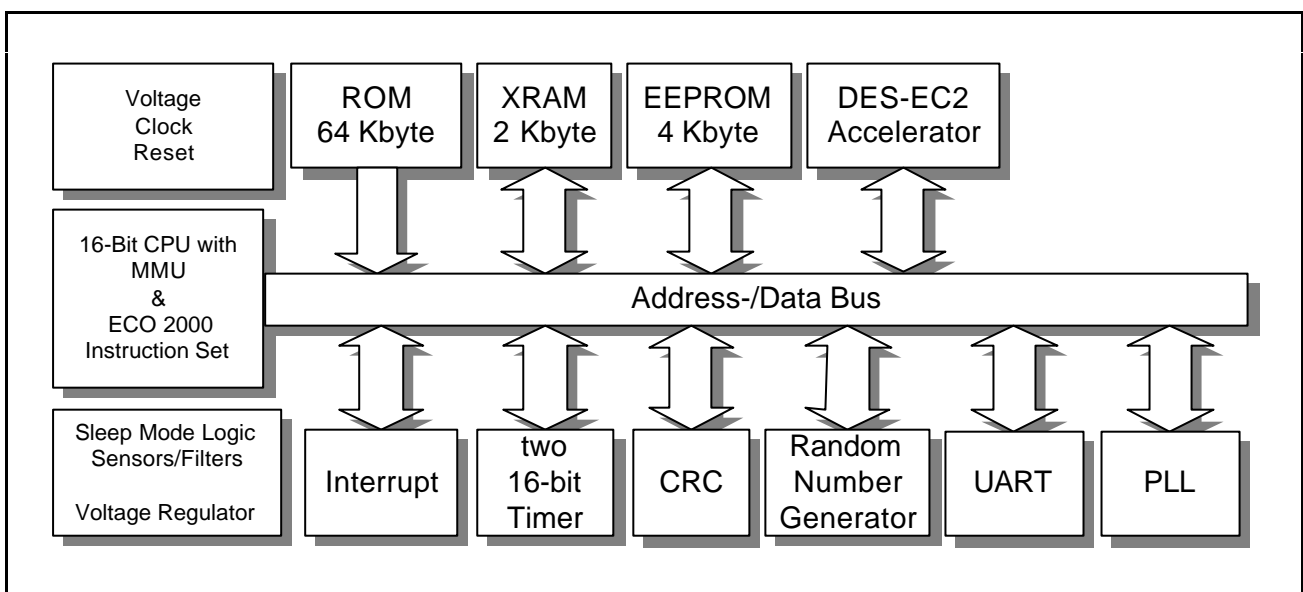 Voltage
Clock
Reset
ROM
64 Kbyte
XRAM
2 Kbyte
EEPROM
4 Kbyte
DES-EC2
Accelerator
16-Bit CPU with
MMU
&
ECO 2000
Instruction Set
Address-/Data Bus
Sleep Mode Logic
Sensors/Filters
Voltage Regulator
Interrupt
two
16-bit
Timer
CRC
Random
Number
Generator
UART
PLL